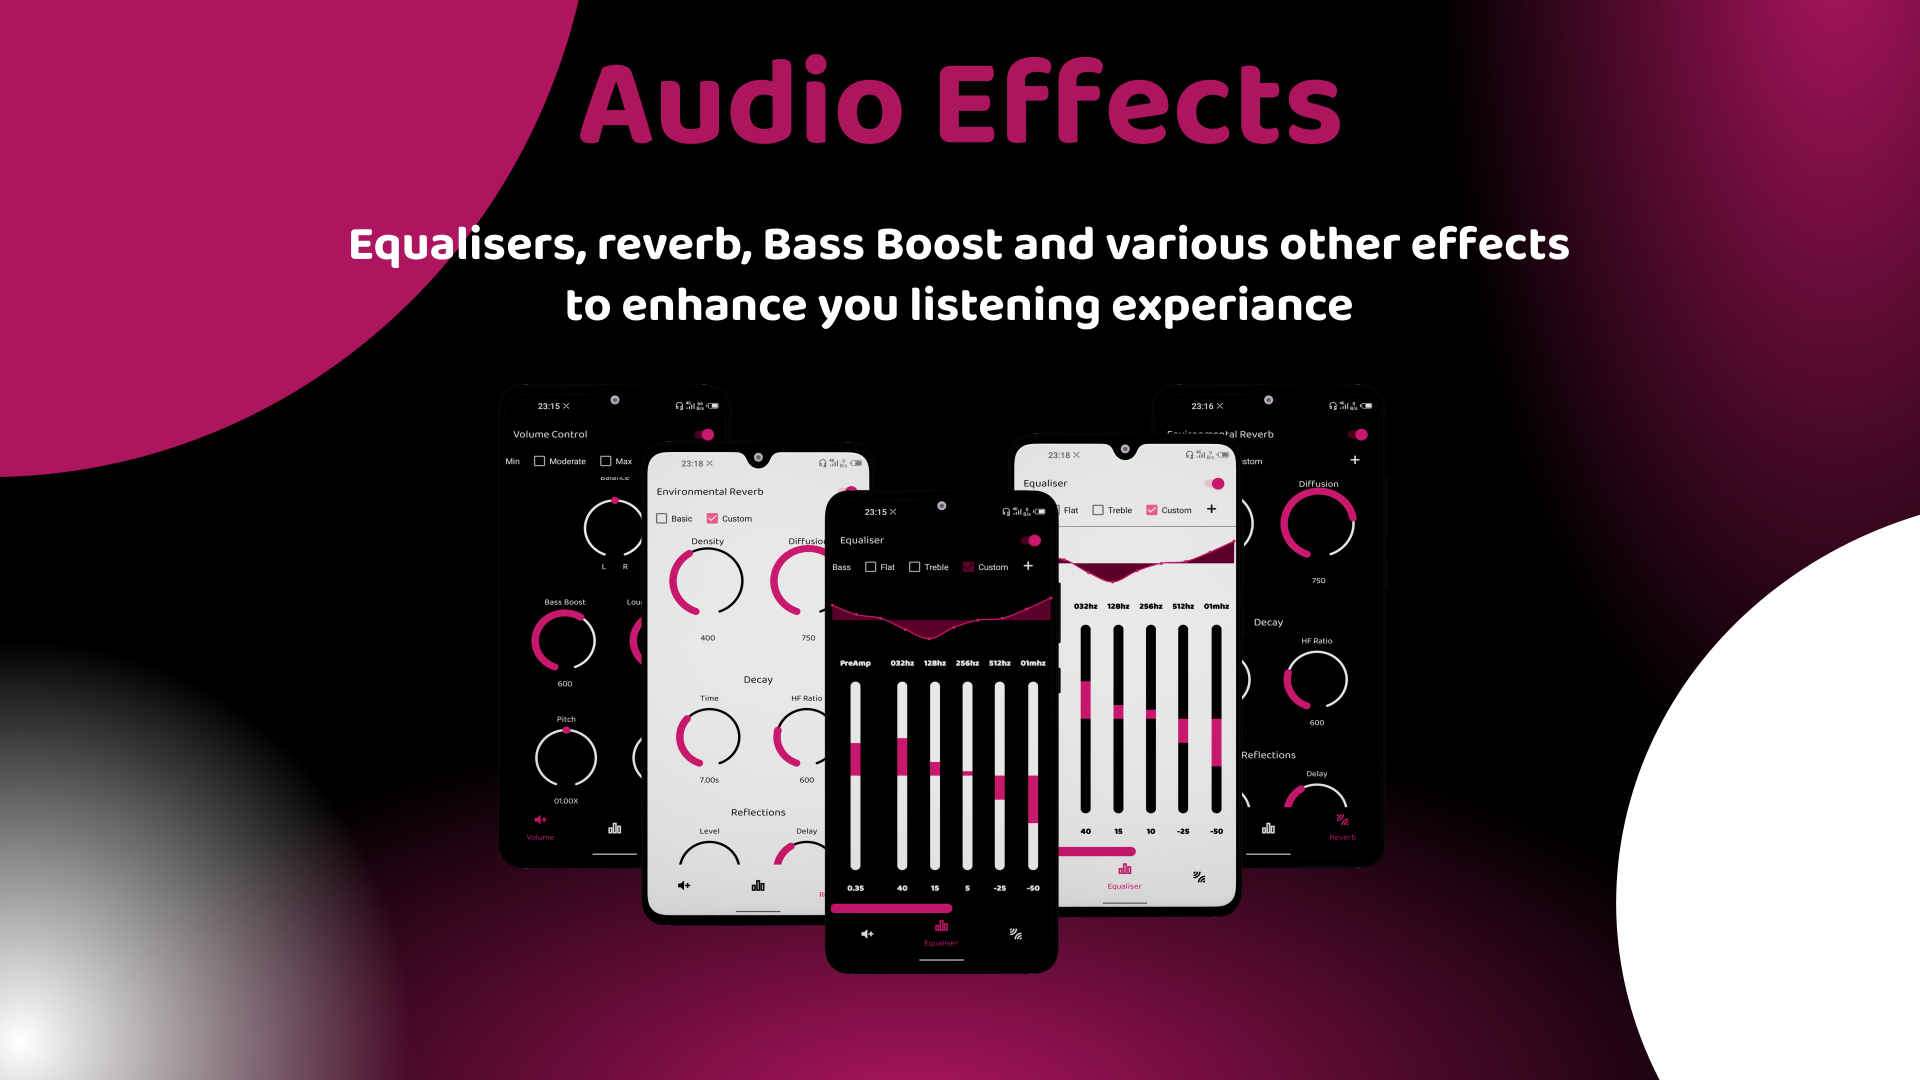 Audio Effects
Equalisers, reverb, Bass Boost and various other effects
to enhance you listening experiance
23:15
Volume Control
Min Moderate Max
Balance
L R
Bass Boost
600
Pitch
01.00X
Volume
23:18
Environmental Reverb
Basic Custom
Density Diffusion
400 750
Decay
Time HF Ratio
7.00s 600
Reflections
Level Delay
23:15
Equaliser
Bass Flat Treble Custom +
PreAmp 032hz 128hz 256hz 512hz 01mhz
0.35 40 15 5 -25 -50
Equaliser
23:18
Equaliser
Flat Treble Custom +
032hz 128hz 256hz 512hz 01mhz
40 15 10 -25 -50
Equaliser
23:16
Environmental Reverb
stom +
Diffusion
750
Decay
HF Ratio
600
Reflections
Delay
Reverb